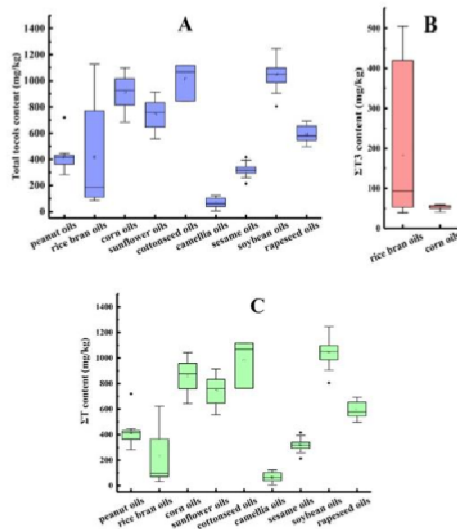 A
Total tocols content (mg/kg)
1400
1200
1000
800
600
400
200
0
peanut oils
rice bran oils
corn oils
sunflower oils
cottonseed oils
camellia oils
sesame oils
soybean oils
rapeseed oils
B
ΣT3 content (mg/kg)
500
400
300
200
100
0
rice bran oils
corn oils
C
ΣT content (mg/kg)
1400
1200
1000
800
600
400
200
0
peanut oils
rice bran oils
corn oils
sunflower oils
cottonseed oils
camellia oils
sesame oils
soybean oils
rapeseed oils